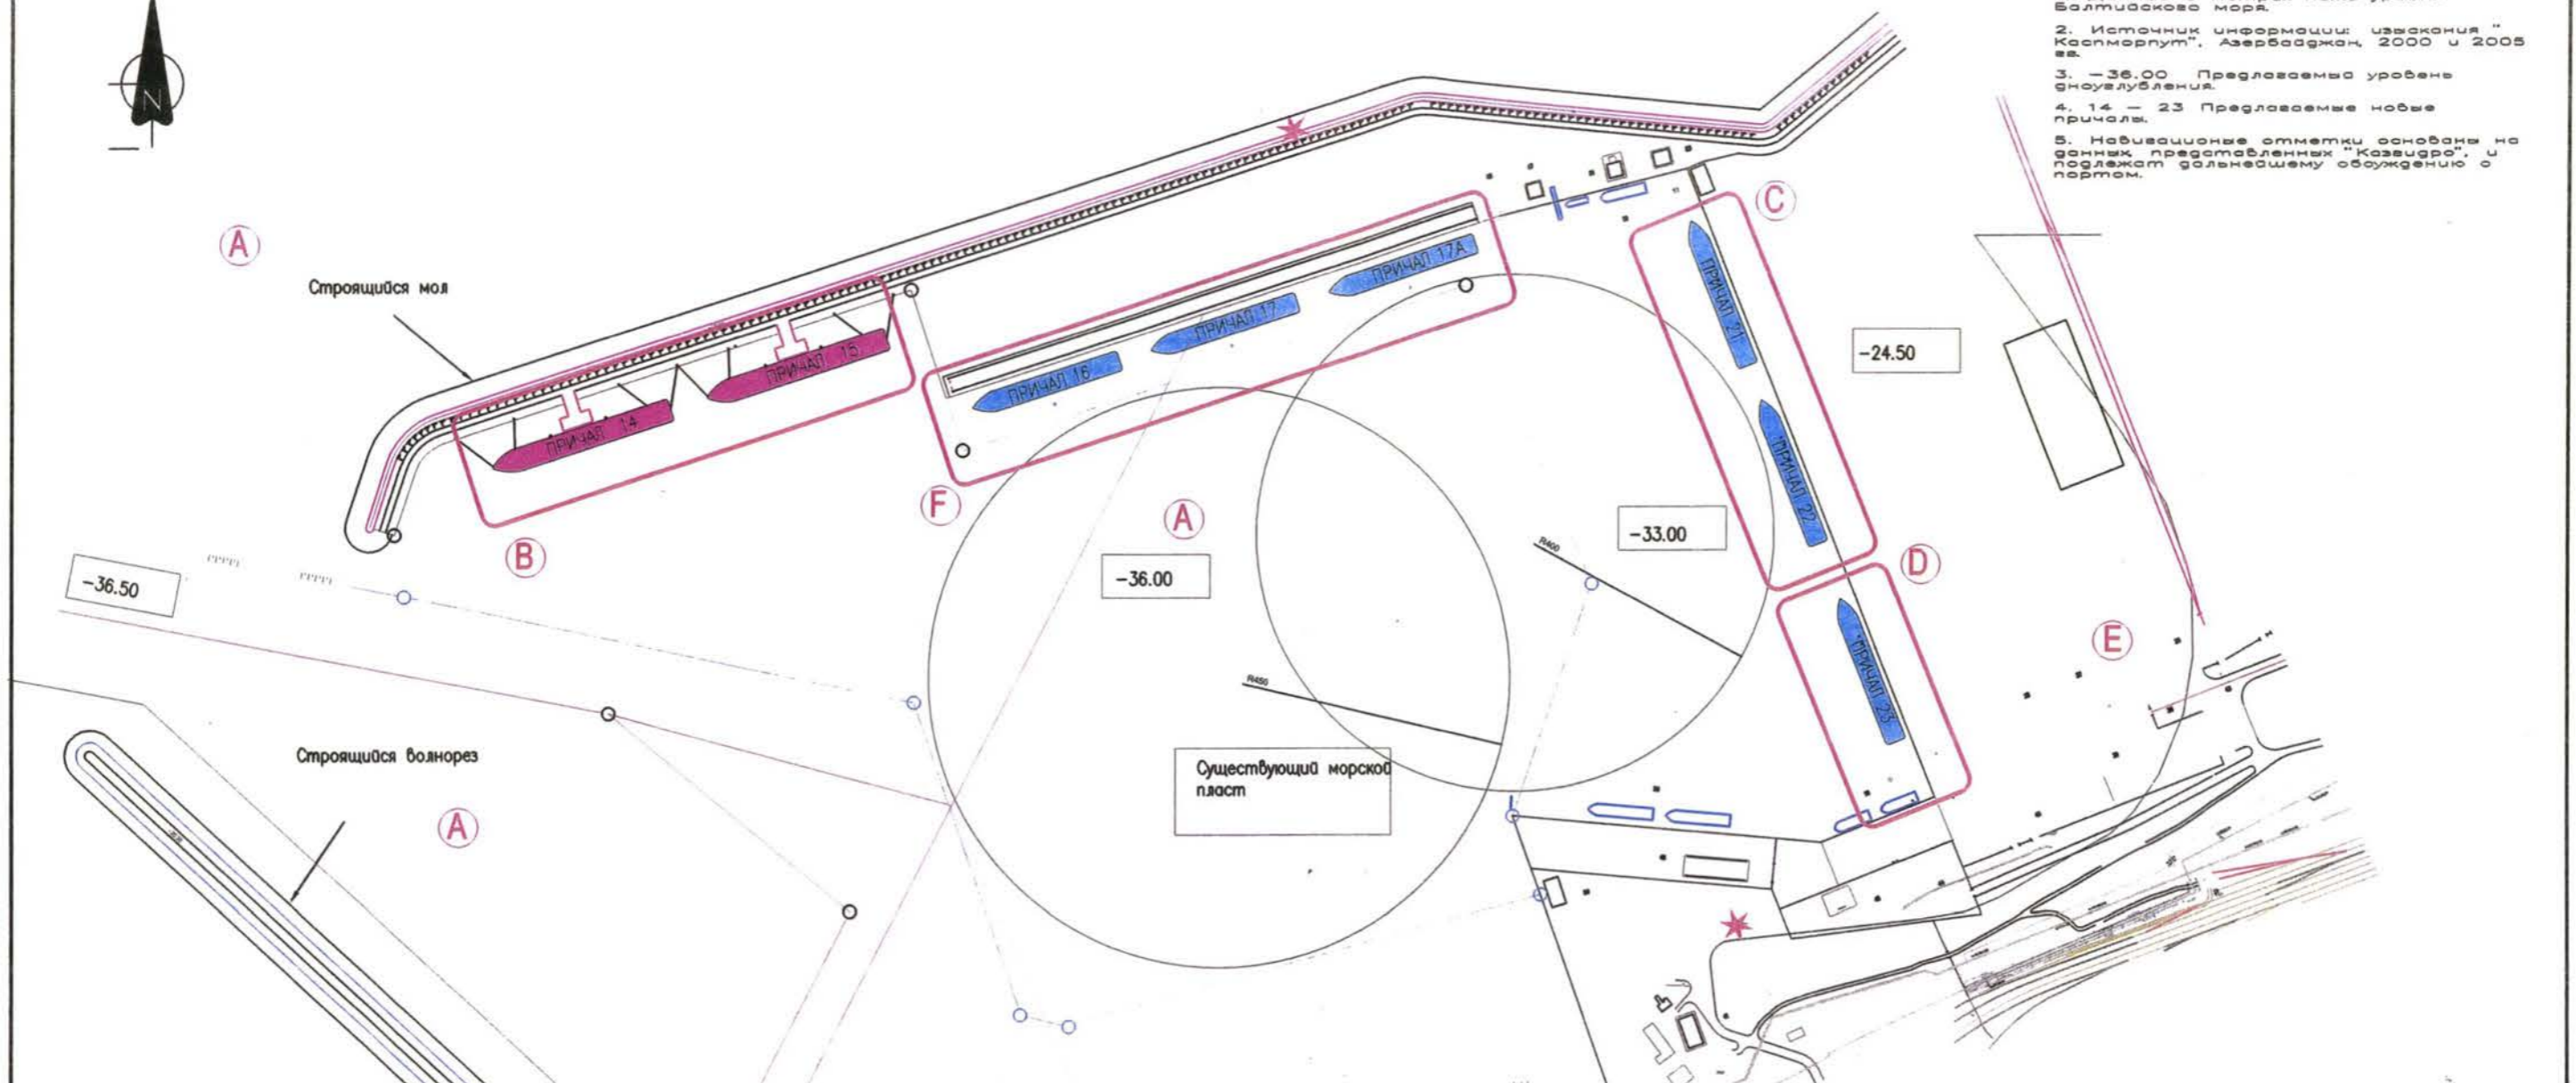 Балтийского моря.
2. Источник информации: изыскания "
Каспморпут", Азербайджан, 2000 и 2005
гг.
3. -36.00 Предлагаемый уровень
дноуглубления.
4. 14 - 23 Предлагаемые новые
причалы.
5. Навигационые отметки основаны на
данных представленных "Казгидро", и
подлежат дальнейшему обсуждению с
портом.
N
A
C
Строящийся мол
ПРИЧАЛ 17А
ПРИЧАЛ 17
ПРИЧАЛ 16
ПРИЧАЛ 15
ПРИЧАЛ 14
ПРИЧАЛ 21
-24.50
ПРИЧАЛ 22
F
A
B
-33.00
R400
D
-36.50
-36.00
E
ПРИЧАЛ 23
R450
Строящийся волнорез
Существующий морской
пласт
A